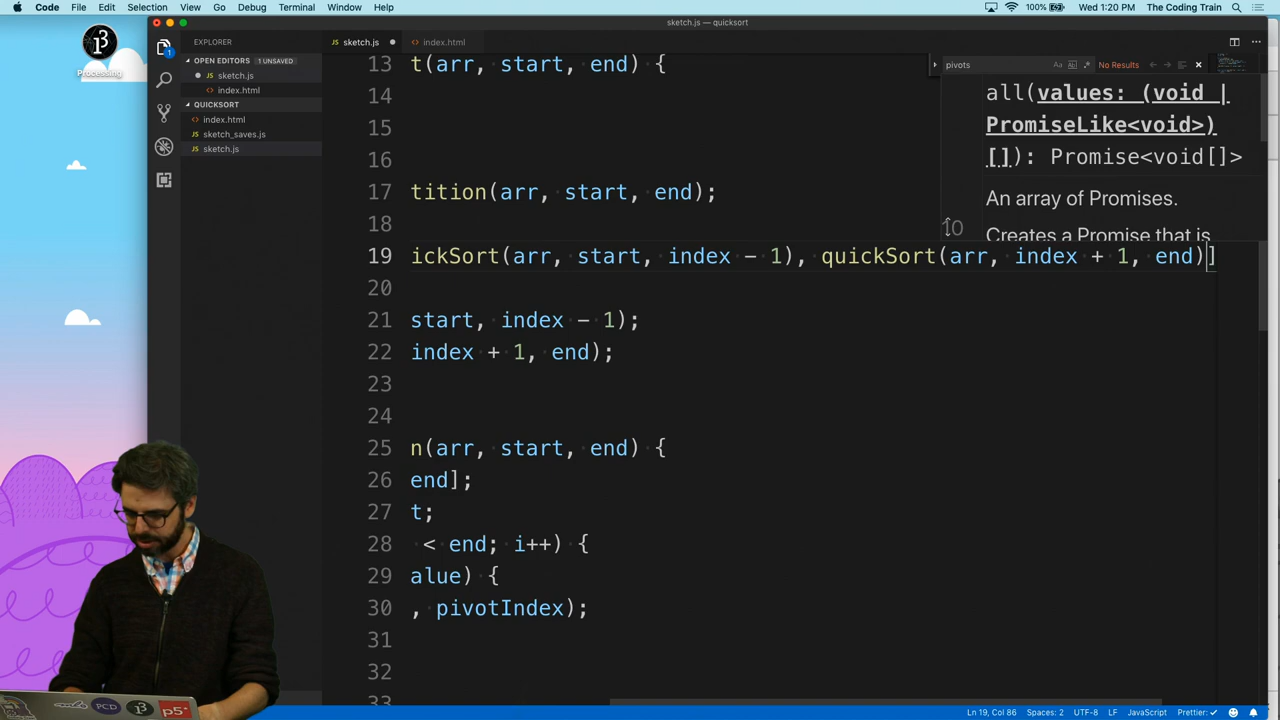 Code File Edit Selection View Go Debug Terminal Window Help
100% Wed 1:20 PM The Coding Train
sketch.js — quicksort
Processing
EXPLORER
OPEN EDITORS 1 UNSAVED
sketch.js
index.html
QUICKSORT
index.html
sketch_saves.js
sketch.js
sketch.js index.html
pivots Aa No Results
all(values: (void |
PromiseLike<void>)
[]): Promise<void[]>
An array of Promises.
Creates a Promise that is
13 t(arr, start, end) {
14
15
16
17 tition(arr, start, end);
18
19 ickSort(arr, start, index - 1), quickSort(arr, index + 1, end)]
20
21 start, index - 1);
22 index + 1, end);
23
24
25 n(arr, start, end) {
26 end];
27 t;
28 < end; i++) {
29 alue) {
30 , pivotIndex);
31
32
33
PCD
p5*
Ln 19, Col 86 Spaces: 2 UTF-8 LF JavaScript Prettier: ✓